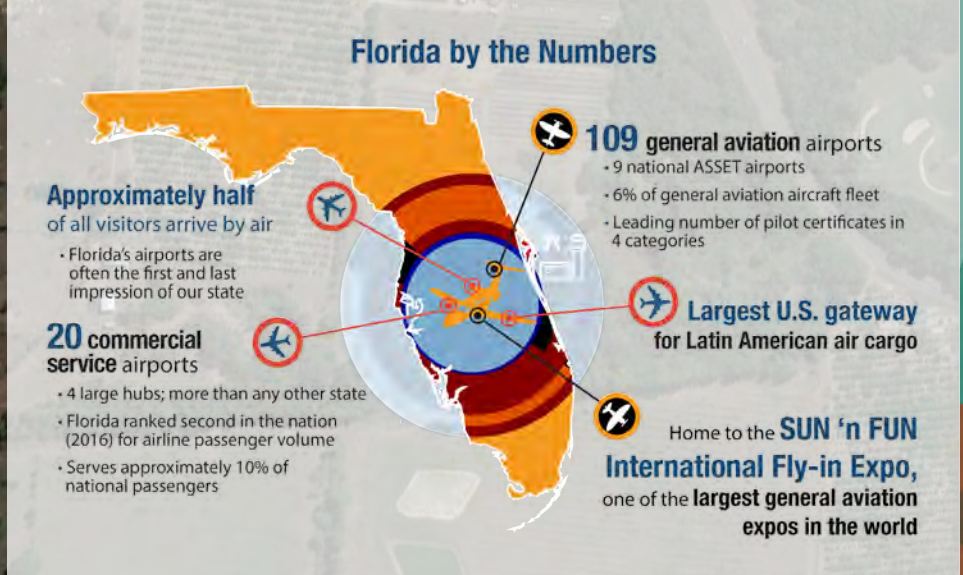 Florida by the Numbers
109 general aviation airports
• 9 national ASSET airports
• 6% of general aviation aircraft fleet
• Leading number of pilot certificates in
4 categories
Approximately half
of all visitors arrive by air
• Florida's airports are
often the first and last
impression of our state
Largest U.S. gateway
for Latin American air cargo
20 commercial
service airports
• 4 large hubs; more than any other state
• Florida ranked second in the nation
(2016) for airline passenger volume
• Serves approximately 10% of
national passengers
Home to the SUN ‘n FUN
International Fly-in Expo,
one of the largest general aviation
expos in the world